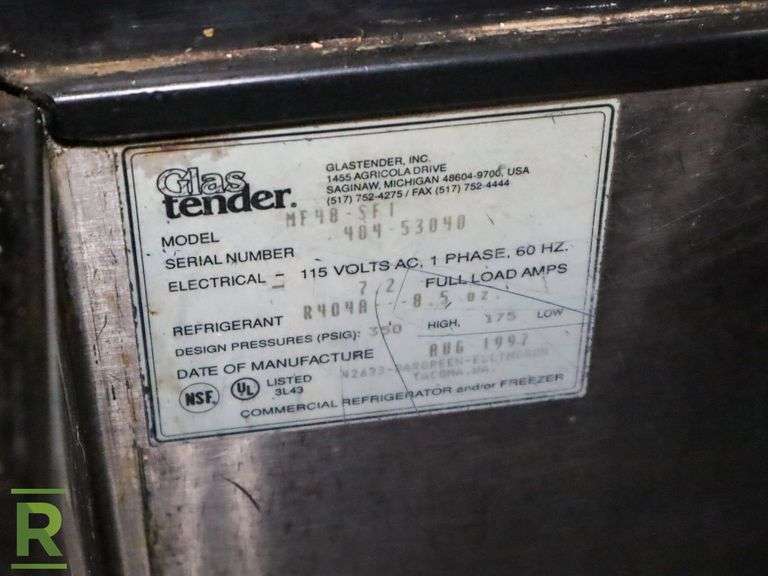 Glas
tender.
GLASTENDER, INC.
1455 AGRICOLA DRIVE
SAGINAW, MICHIGAN 48604-9700, USA
(517) 752-4275 / FAX (517) 752-4444
MODEL MF48-SF1
SERIAL NUMBER 404-53040
ELECTRICAL - 115 VOLTS AC, 1 PHASE, 60 HZ.
7.2 FULL LOAD AMPS
REFRIGERANT R404A 8.5 oz.
DESIGN PRESSURES (PSIG): 350 HIGH, 175 LOW
DATE OF MANUFACTURE AUG 1997
TACOMA, WA.
NSF. UL LISTED
3L43
COMMERCIAL REFRIGERATOR and/or FREEZER
R